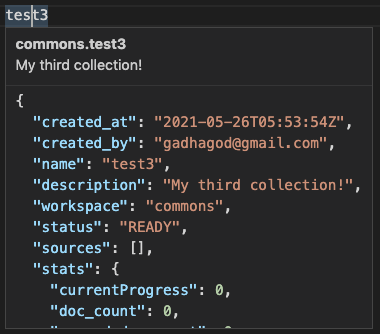 test3
commons.test3
My third collection!
{
"created_at": "2021-05-26T05:53:54Z",
"created_by": "gadhagod@gmail.com",
"name": "test3",
"description": "My third collection!",
"workspace": "commons",
"status": "READY",
"sources": [],
"stats": {
"currentProgress": 0,
"doc_count": 0,